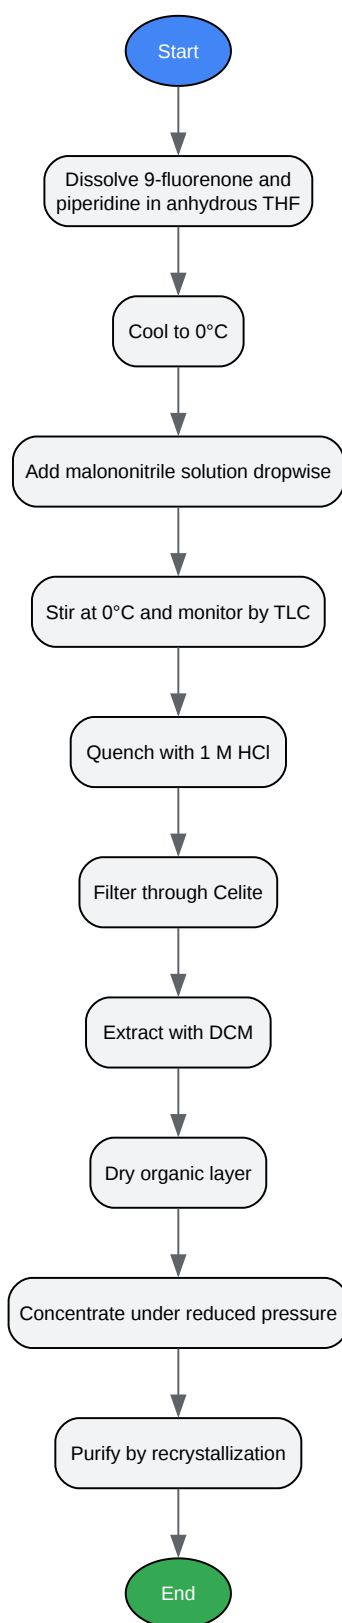 Start
Dissolve 9-fluorenone and
piperidine in anhydrous THF
Cool to 0°C
Add malononitrile solution dropwise
Stir at 0°C and monitor by TLC
Quench with 1 M HCl
Filter through Celite
Extract with DCM
Dry organic layer
Concentrate under reduced pressure
Purify by recrystallization
End